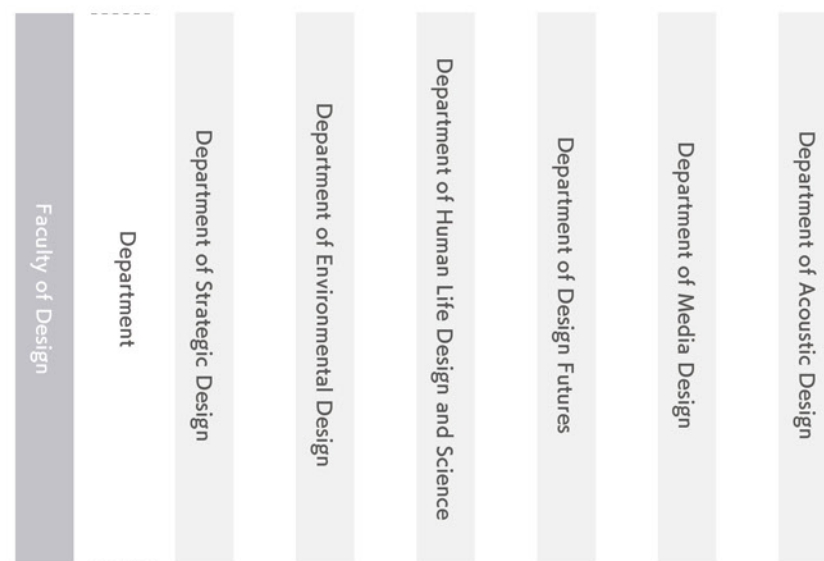 Faculty of Design
Department
Department of Strategic Design
Department of Environmental Design
Department of Human Life Design and Science
Department of Design Futures
Department of Media Design
Department of Acoustic Design